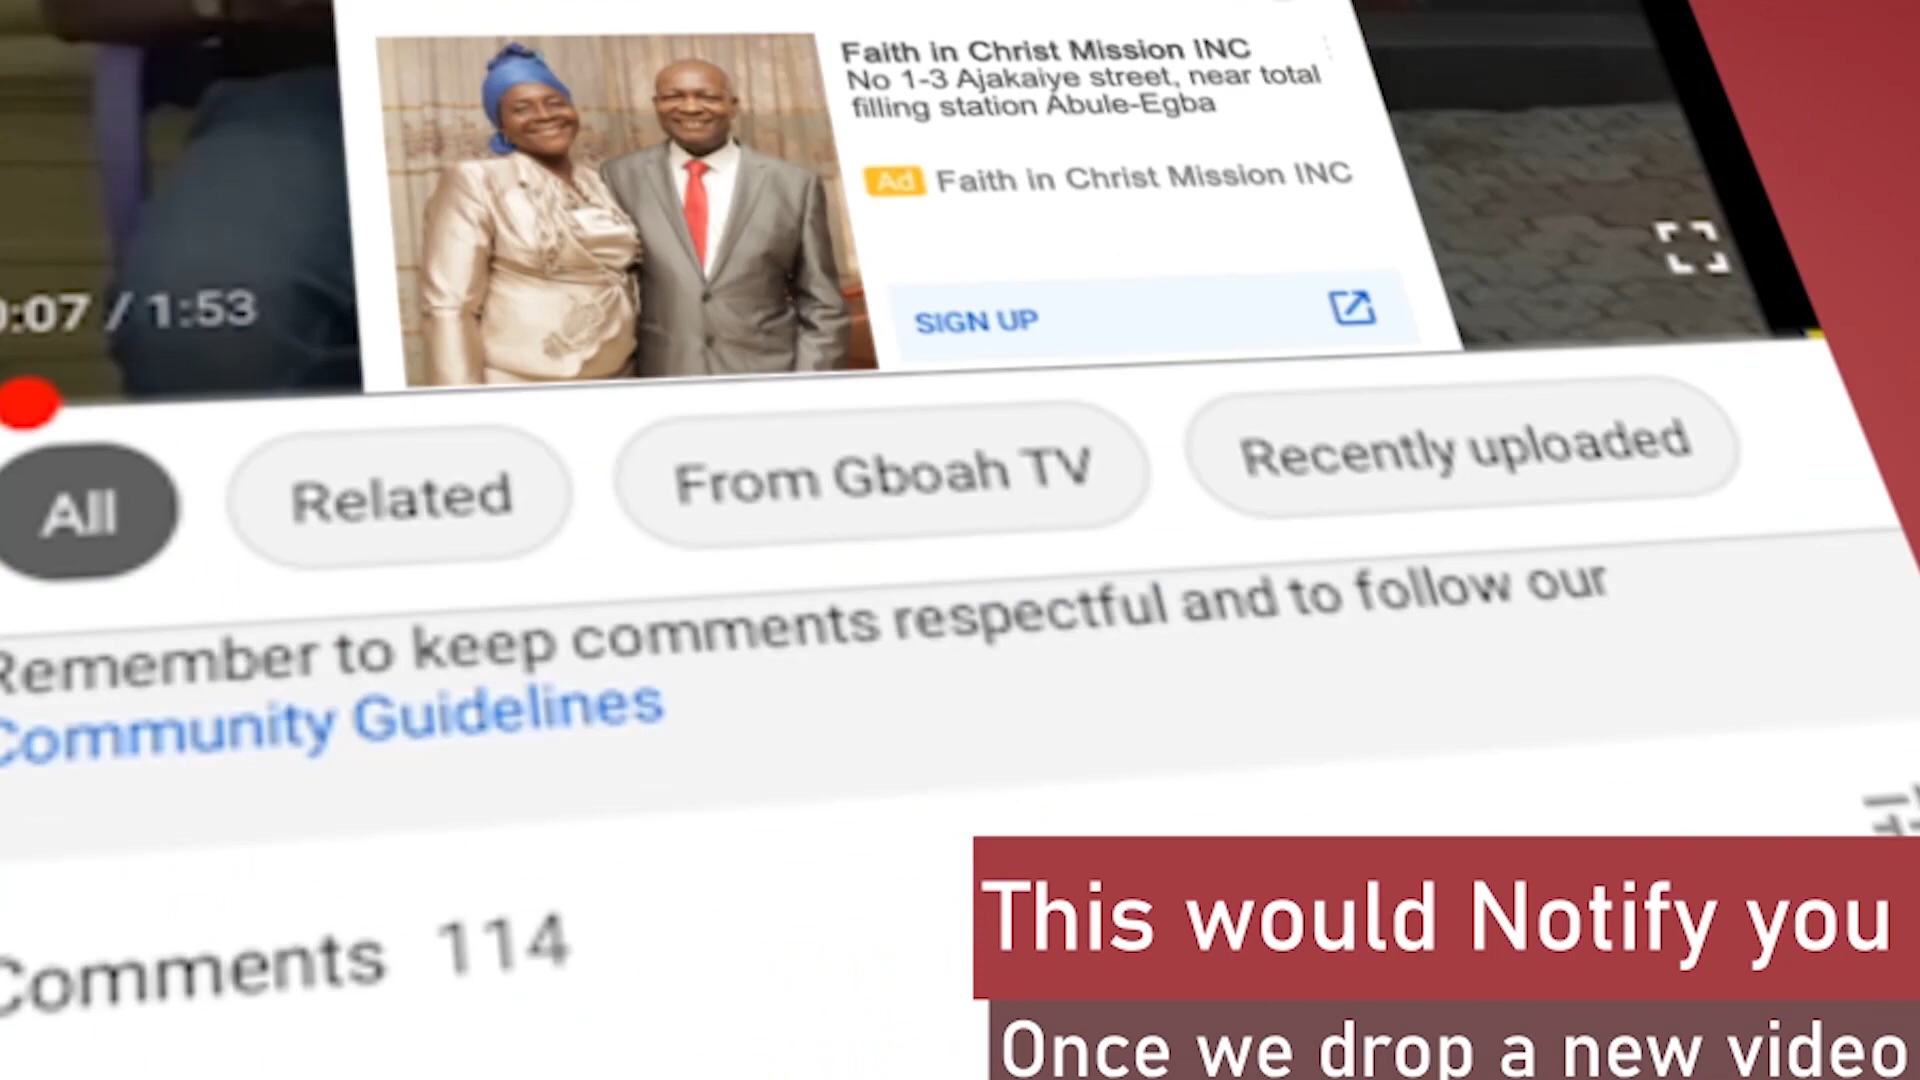 Faith in Christ Mission INC
No 1-3 Ajakaiye street, near total
filling station Abule-Egba
Ad Faith in Christ Mission INC
SIGN UP
0:07 / 1:53
All
Related
From Gboah TV
Recently uploaded
Remember to keep comments respectful and to follow our
Community Guidelines
Comments 114
This would Notify you
Once we drop a new video